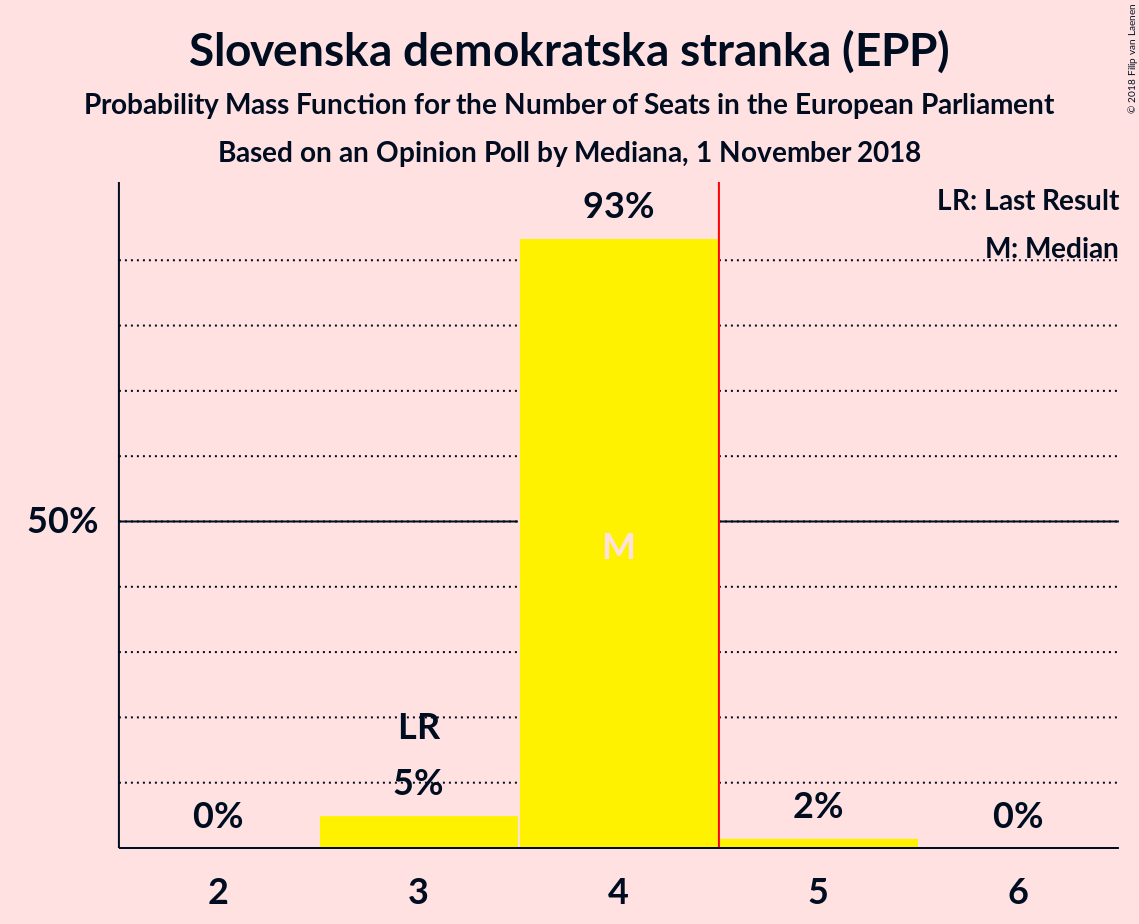 Slovenska demokratska stranka (EPP)
Probability Mass Function for the Number of Seats in the European Parliament
Based on an Opinion Poll by Mediana, 1 November 2018
© 2018 Filip van Laenen
LR: Last Result
M: Median
93%
50%
M
LR
5%
0%
2%
0%
2 3 4 5 6